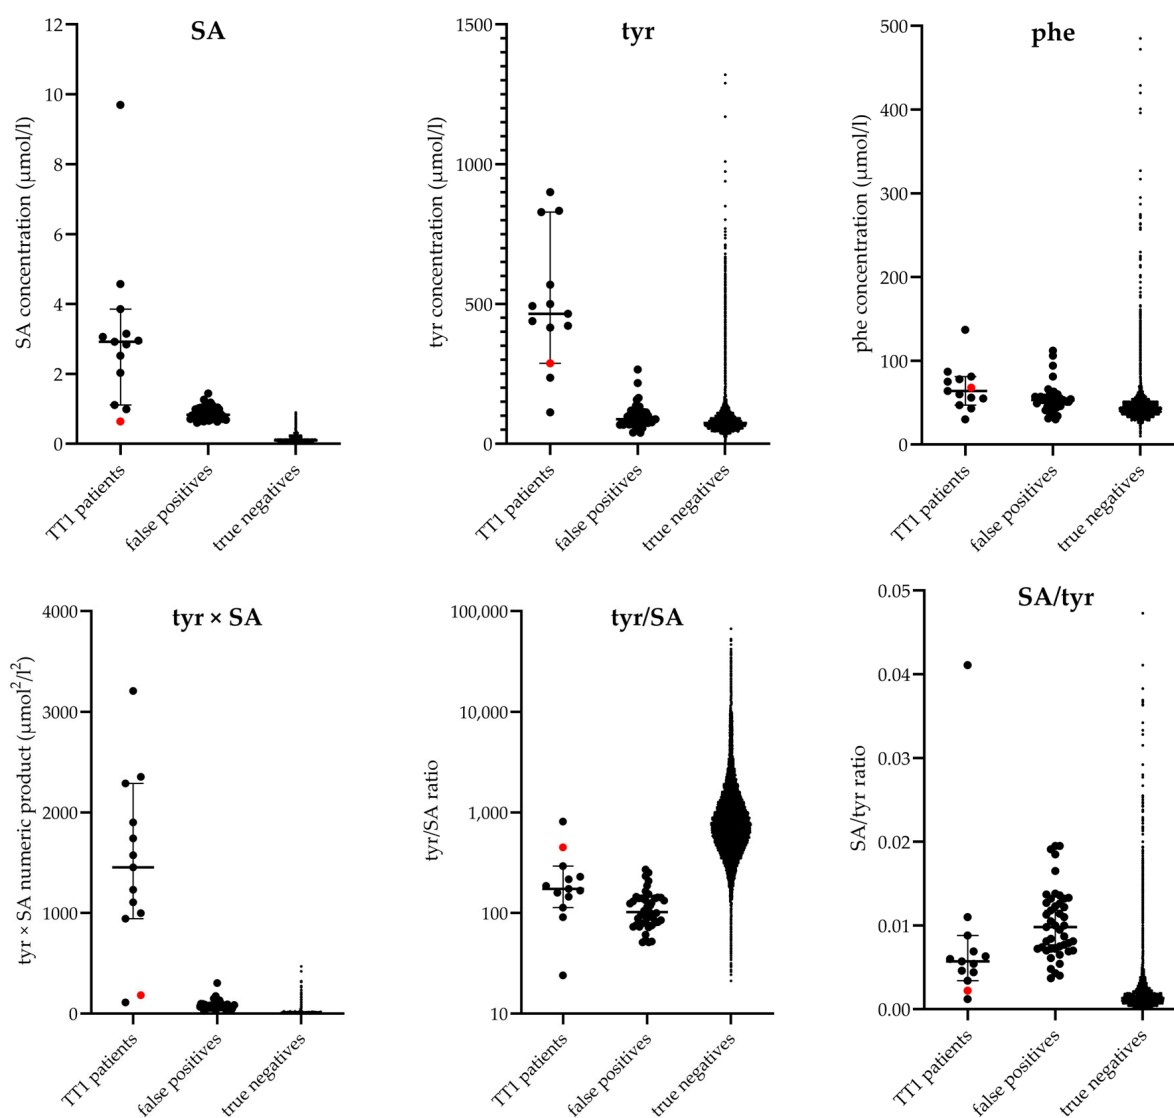 SA
SA concentration (µmol/l)
12
10
8
6
4
2
0
TT1 patients
false positives
true negatives
tyr
tyr concentration (µmol/l)
1500
1000
500
0
TT1 patients
false positives
true negatives
phe
phe concentration (µmol/l)
500
400
300
200
100
0
TT1 patients
false positives
true negatives
tyr × SA
tyr × SA numeric product (µmol²/l²)
4000
3000
2000
1000
0
TT1 patients
false positives
true negatives
tyr/SA
tyr/SA ratio
100,000
10,000
1,000
100
10
TT1 patients
false positives
true negatives
SA/tyr
SA/tyr ratio
0.05
0.04
0.03
0.02
0.01
0.00
TT1 patients
false positives
true negatives